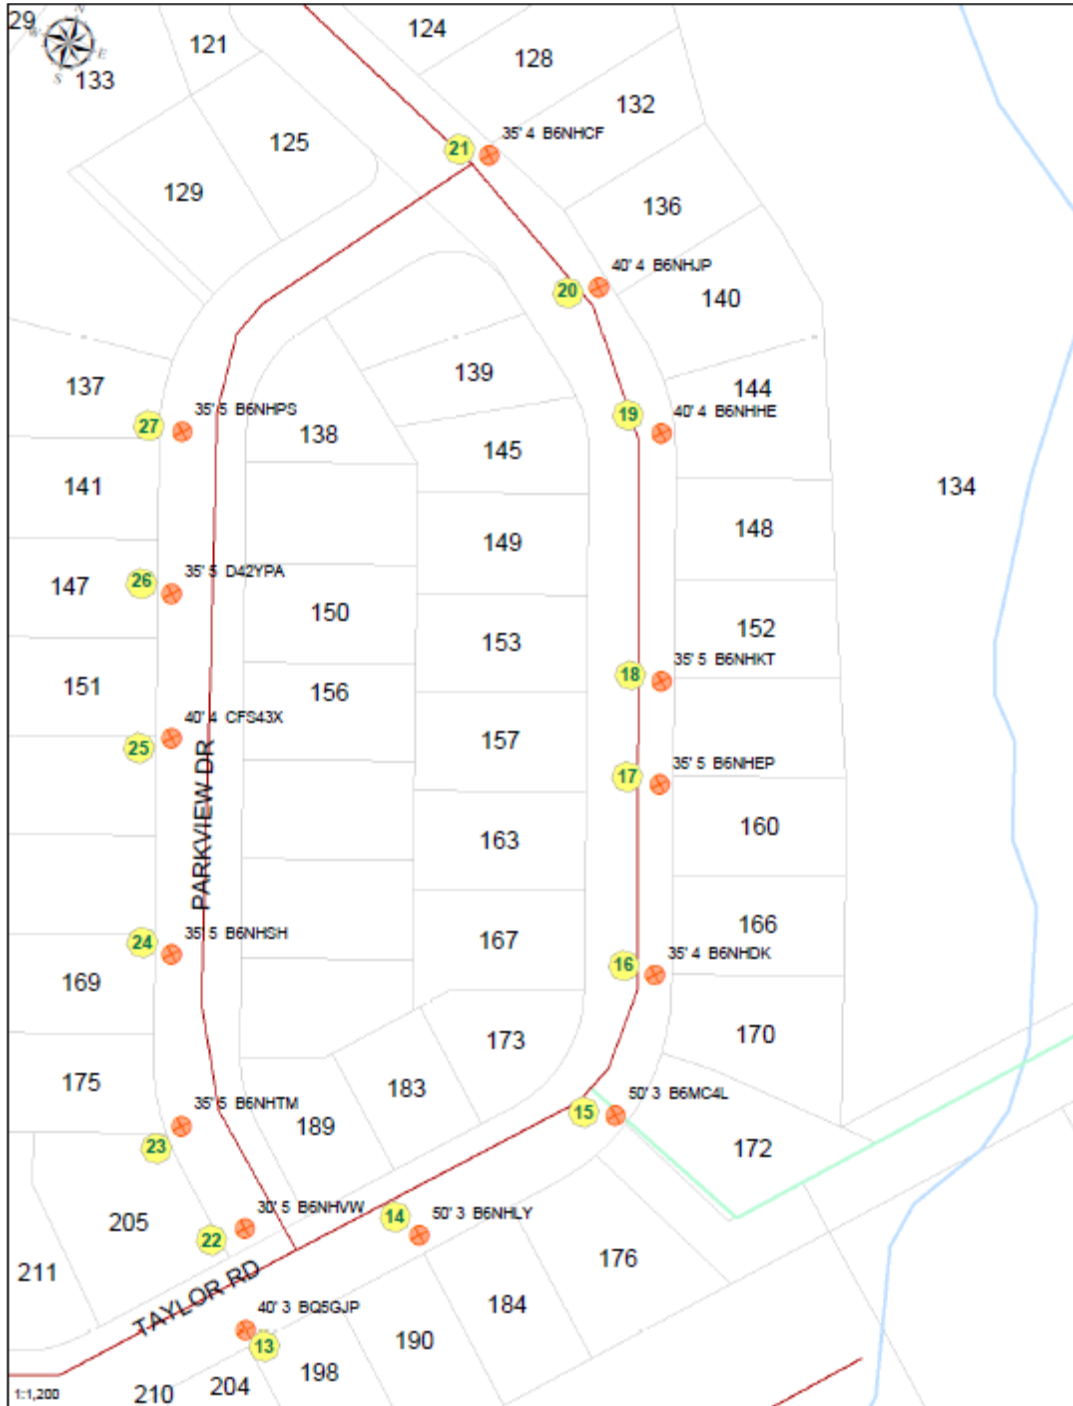 29
N
W
E
S
133
121
124
128
132
125
129
21
35' 4 B6NHCF
136
20
40' 4 B6NHJP
140
137
139
144
27
35' 5 B6NHPS
138
19
40' 4 B6NHHE
145
141
134
148
149
26
35' 5 D42YPA
147
150
153
152
151
156
18
35' 5 B6NHKT
25
40' 4 CFS43X
157
17
35' 5 B6NHEP
PARKVIEW DR
163
160
24
35' 5 B6NHSH
167
166
16
35' 4 B6NHDK
169
173
170
175
183
23
35' 5 B6NHTM
189
15
50' 3 B6MC4L
172
205
22
30' 5 B6NHVW
14
50' 3 B6NHLY
176
211
TAYLOR RD
40' 3 BQ5GJP
13
184
190
198
204
210
1:1,200